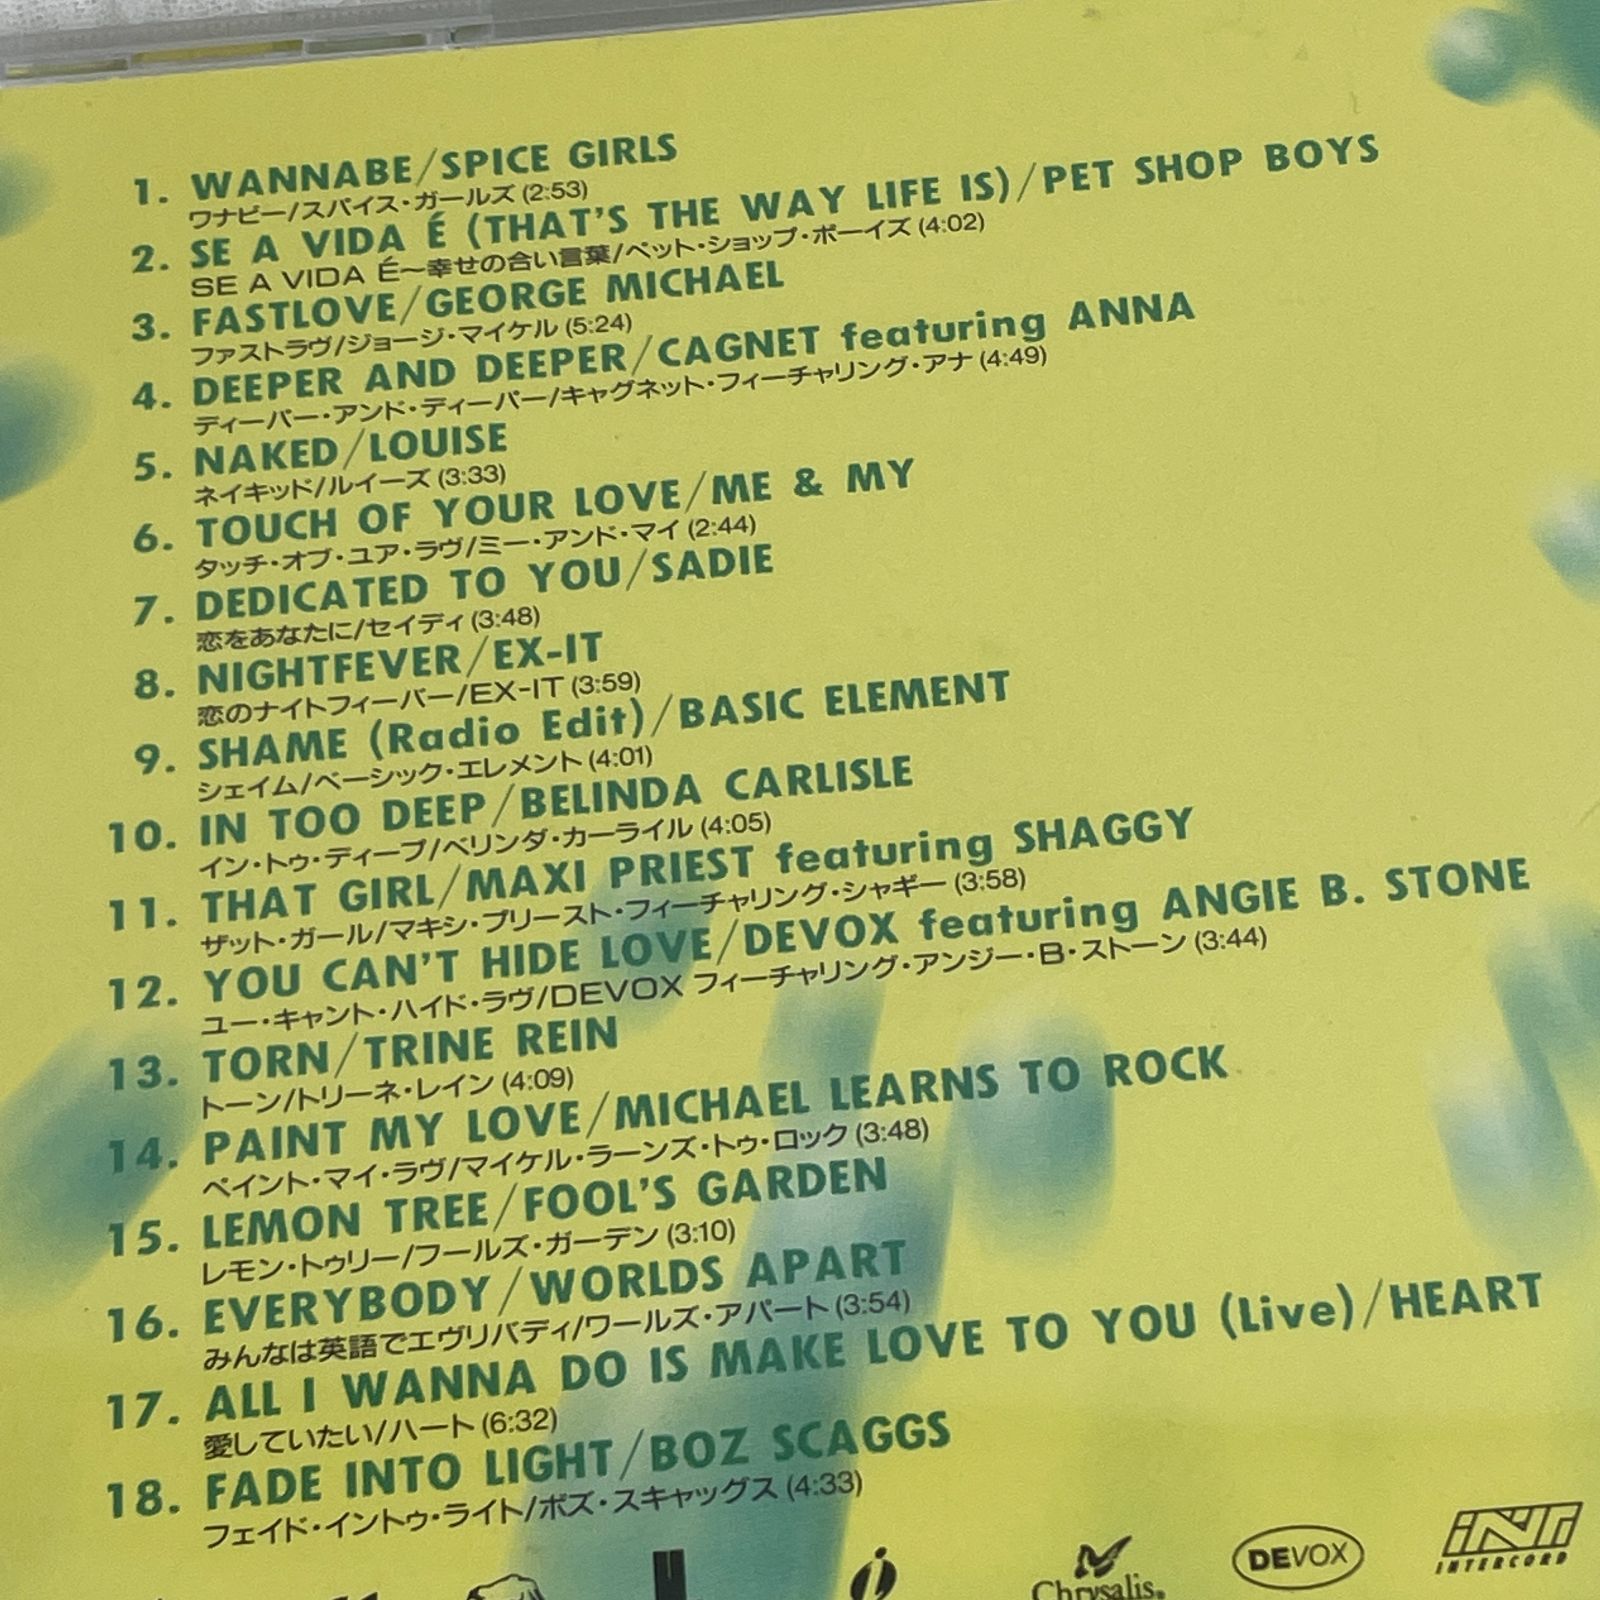 1. WANNABE/SPICE GIRLS
ワナビー/スパイス・ガールズ (2:53)
2. SE A VIDA É (THAT'S THE WAY LIFE IS)/PET SHOP BOYS
SE A VIDA É〜幸せの合い言葉/ペット・ショップ・ボーイズ (4:02)
3. FASTLOVE/GEORGE MICHAEL
ファストラヴ/ジョージ・マイケル (5:24)
4. DEEPER AND DEEPER/CAGNET featuring ANNA
ディーパー・アンド・ディーパー/キャグネット・フィーチャリング・アナ (4:49)
5. NAKED/LOUISE
ネイキッド/ルイーズ (3:33)
6. TOUCH OF YOUR LOVE/ME & MY
タッチ・オブ・ユア・ラヴ/ミー・アンド・マイ (2:44)
7. DEDICATED TO YOU/SADIE
恋をあなたに/セイディ (3:48)
8. NIGHTFEVER/EX-IT
恋のナイトフィーバー/EX-IT (3:59)
9. SHAME (Radio Edit)/BASIC ELEMENT
シェイム/ベーシック・エレメント (4:01)
10. IN TOO DEEP/BELINDA CARLISLE
イン・トゥ・ディープ/ベリンダ・カーライル (4:05)
11. THAT GIRL/MAXI PRIEST featuring SHAGGY
ザット・ガール/マキシ・プリースト・フィーチャリング・シャギー (3:58)
12. YOU CAN'T HIDE LOVE/DEVOX featuring ANGIE B. STONE
ユー・キャント・ハイド・ラヴ/DEVOX フィーチャリング・アンジー・B・ストーン (3:44)
13. TORN/TRINE REIN
トーン/トリーネ・レイン (4:09)
14. PAINT MY LOVE/MICHAEL LEARNS TO ROCK
ペイント・マイ・ラヴ/マイケル・ラーンズ・トゥ・ロック (3:48)
15. LEMON TREE/FOOL'S GARDEN
レモン・トゥリー/フールズ・ガーデン (3:10)
16. EVERYBODY/WORLDS APART
みんなは英語でエヴリバディ/ワールズ・アパート (3:54)
17. ALL I WANNA DO IS MAKE LOVE TO YOU (Live)/HEART
愛していたい/ハート (6:32)
18. FADE INTO LIGHT/BOZ SCAGGS
フェイド・イントゥ・ライト/ボズ・スキャッグス (4:33)
Chrysalis®
DEVOX
INT
INTERCORD